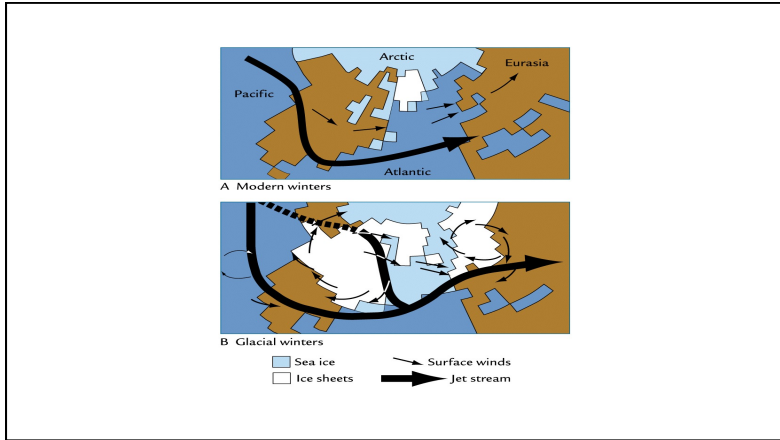 Arctic
Eurasia
Pacific
Atlantic
A Modern winters
B Glacial winters
Sea ice
Surface winds
Ice sheets
Jet stream